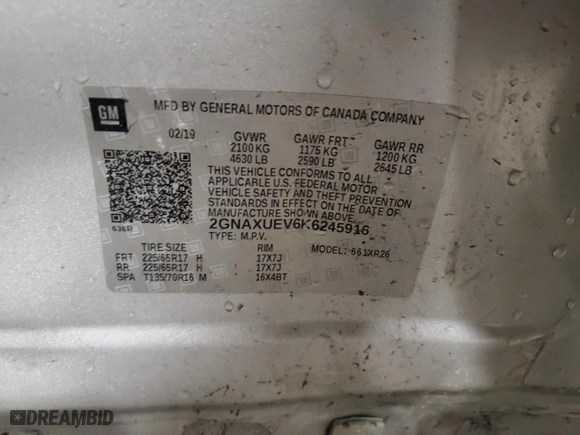 GM
MFD BY GENERAL MOTORS OF CANADA COMPANY
02/19 GVWR GAWR FRT GAWR RR
2100 KG 1175 KG 1200 KG
4630 LB 2590 LB 2645 LB
THIS VEHICLE CONFORMS TO ALL
APPLICABLE U.S. FEDERAL MOTOR
VEHICLE SAFETY AND THEFT PREVENTION
STANDARDS IN EFFECT ON THE DATE OF
MANUFACTURE SHOWN ABOVE.
2GNAXUEV6K6245916
636R TYPE: M.P.V. MODEL: 661XR26
TIRE SIZE RIM
FRT 225/65R17 H 17X7J
RR 225/65R17 H 17X7J
SPA T135/70R16 M 16X4BT
DREAMBID